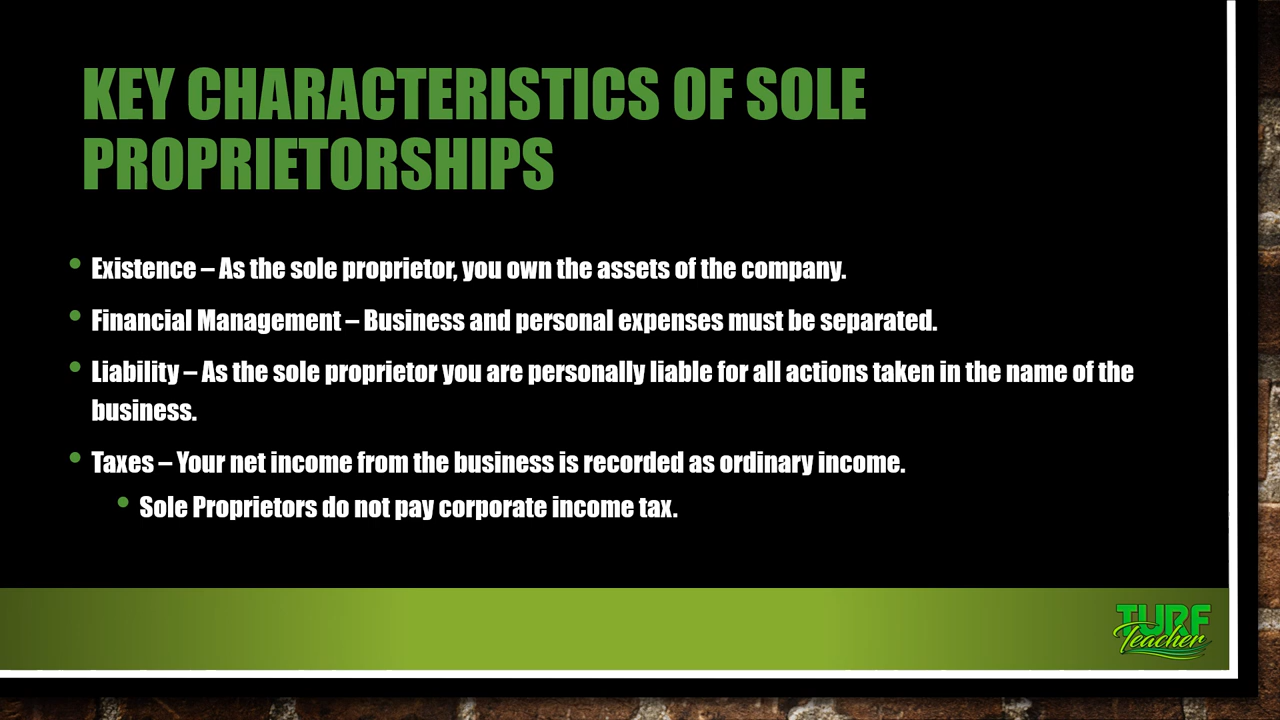 KEY CHARACTERISTICS OF SOLE
PROPRIETORSHIPS
• Existence – As the sole proprietor, you own the assets of the company.
• Financial Management – Business and personal expenses must be separated.
• Liability – As the sole proprietor you are personally liable for all actions taken in the name of the
business.
• Taxes – Your net income from the business is recorded as ordinary income.
• Sole Proprietors do not pay corporate income tax.
TURF
Teacher